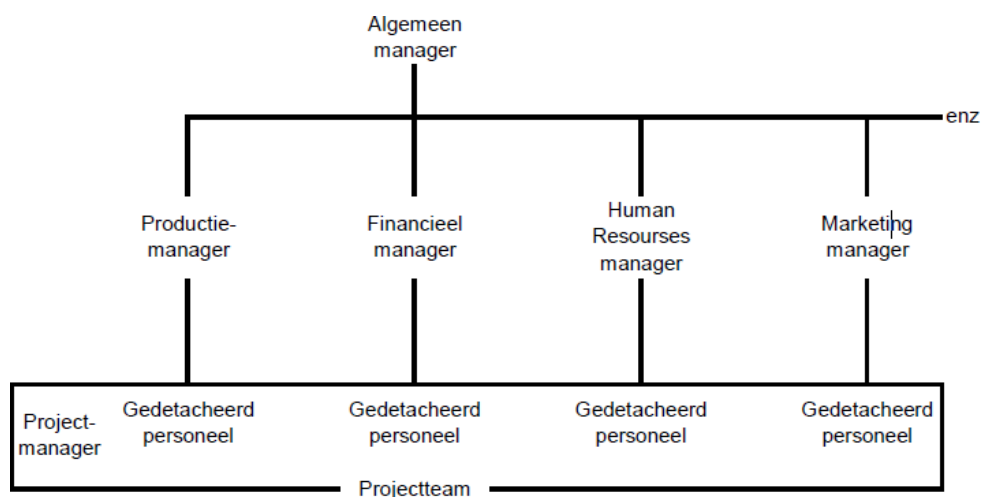 Algemeen
manager
enz
Productie-
manager
Financieel
manager
Human
Resourses
manager
Marketing
manager
Project-
manager
Gedetacheerd
personeel
Gedetacheerd
personeel
Gedetacheerd
personeel
Gedetacheerd
personeel
Projectteam